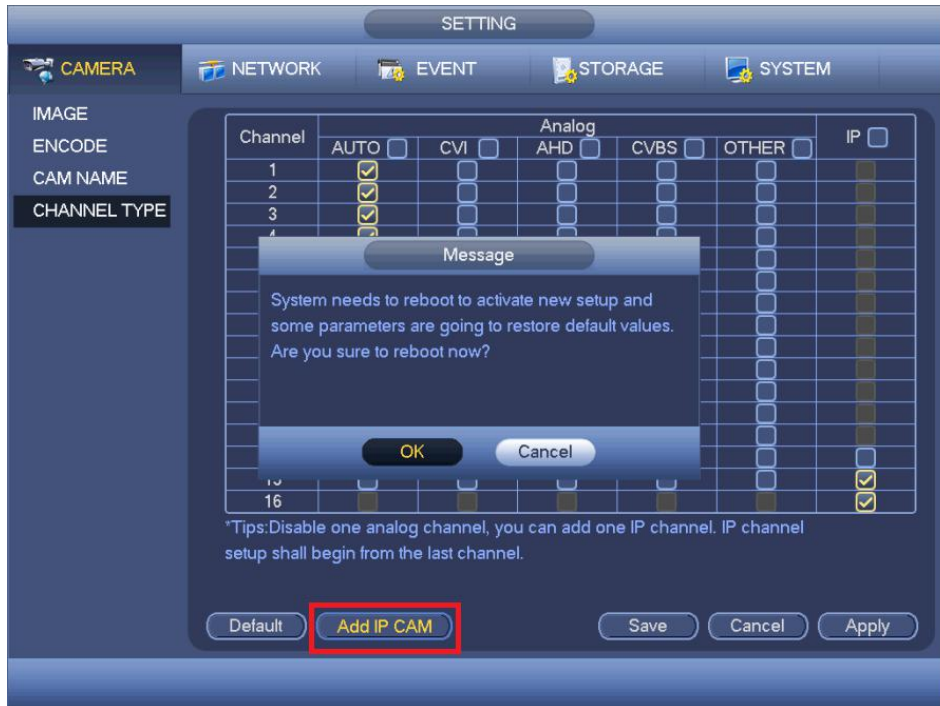 SETTING
CAMERA NETWORK EVENT STORAGE SYSTEM
IMAGE
ENCODE
CAM NAME
CHANNEL TYPE
Channel Analog IP
AUTO CVI AHD CVBS OTHER
1
2
3
Message
System needs to reboot to activate new setup and
some parameters are going to restore default values.
Are you sure to reboot now?
OK Cancel
16
*Tips:Disable one analog channel, you can add one IP channel. IP channel
setup shall begin from the last channel.
Default Add IP CAM Save Cancel Apply